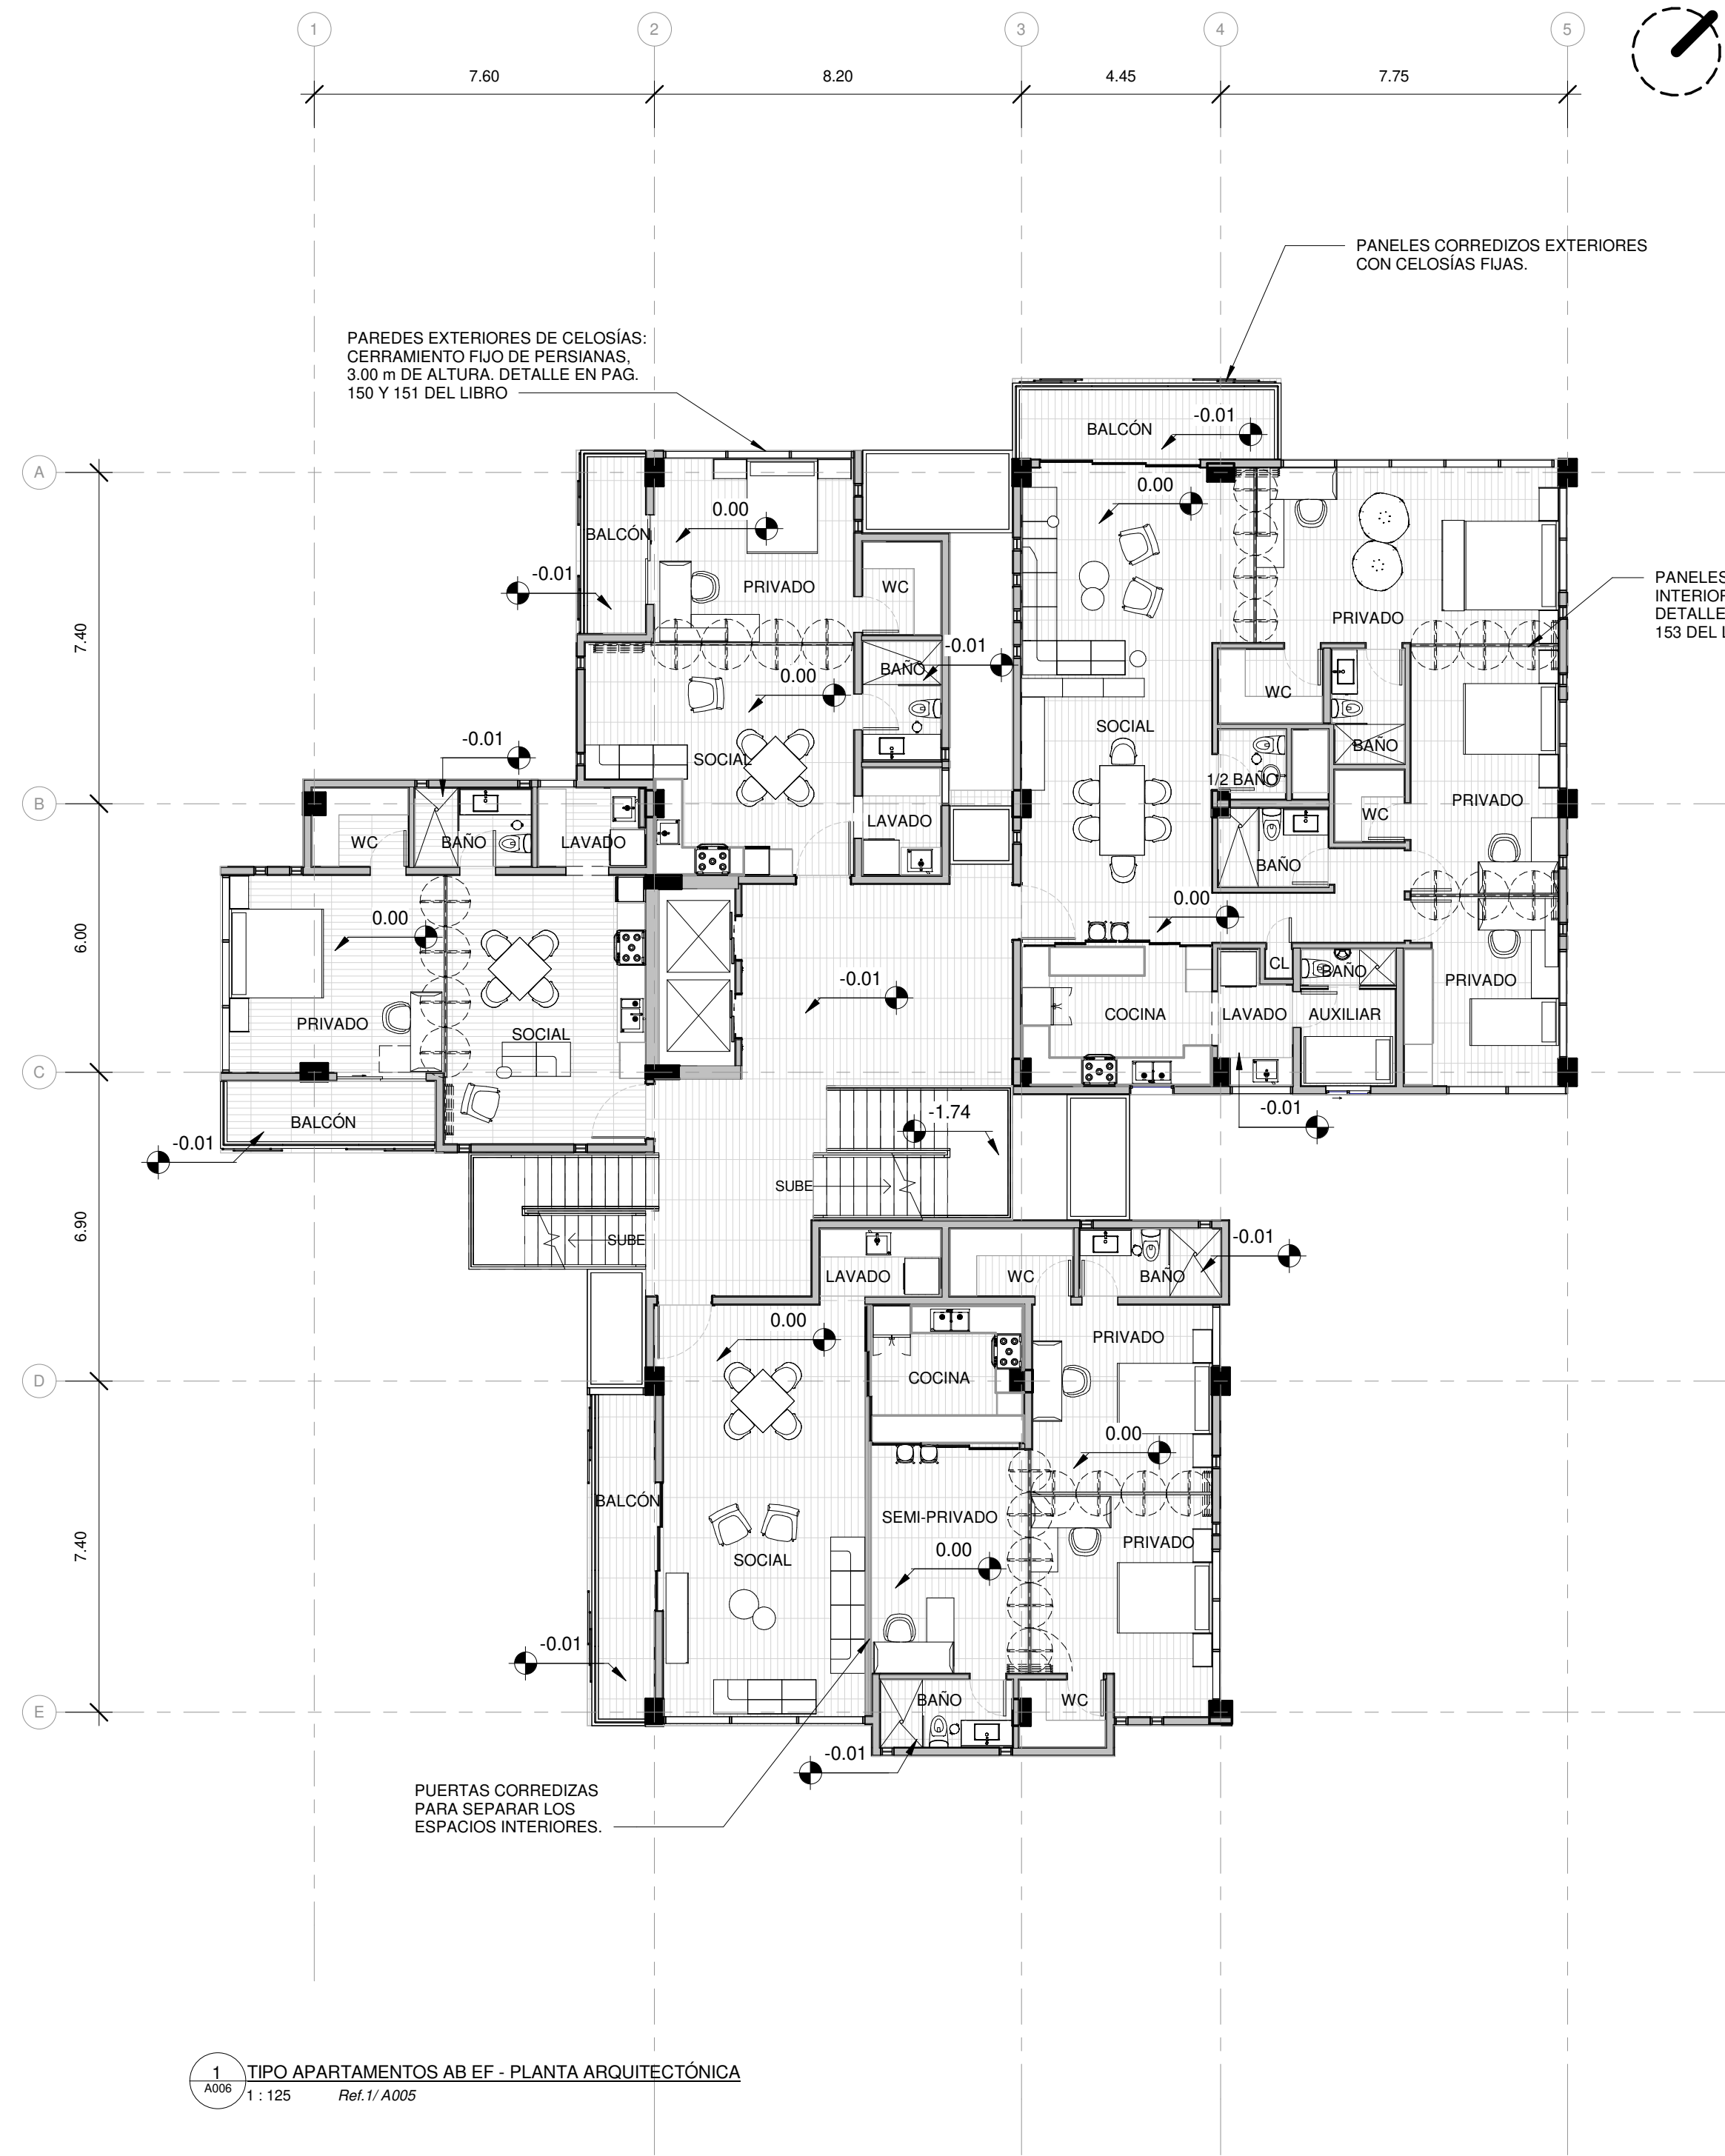 1
2
3
4
5
7.60
8.20
4.45
7.75
PANELES CORREDIZOS EXTERIORES
CON CELOSÍAS FIJAS.
PAREDES EXTERIORES DE CELOSÍAS:
CERRAMIENTO FIJO DE PERSIANAS,
3.00 m DE ALTURA. DETALLE EN PAG.
150 Y 151 DEL LIBRO
-0.01
BALCÓN
A
0.00
0.00
BALCÓN
-0.01
PRIVADO
WC
PANELES
INTERIOR
DETALLE
153 DEL L
PRIVADO
7.40
-0.01
BAÑO
0.00
WC
SOCIAL
-0.01
SOCIAL
BAÑO
1/2 BAÑO
B
PRIVADO
WC
LAVADO
WC
BAÑO
LAVADO
BAÑO
0.00
0.00
6.00
CL
BAÑO
-0.01
PRIVADO
PRIVADO
SOCIAL
COCINA
LAVADO
AUXILIAR
C
-0.01
-1.74
BALCÓN
-0.01
SUBE
6.90
SUBE
-0.01
LAVADO
WC
BAÑO
0.00
PRIVADO
D
COCINA
0.00
BALCÓN
SEMI-PRIVADO
PRIVADO
7.40
0.00
SOCIAL
-0.01
E
BAÑO
WC
-0.01
PUERTAS CORREDIZAS
PARA SEPARAR LOS
ESPACIOS INTERIORES.
1
A006
TIPO APARTAMENTOS AB EF - PLANTA ARQUITECTÓNICA
1 : 125
Ref.1/ A005